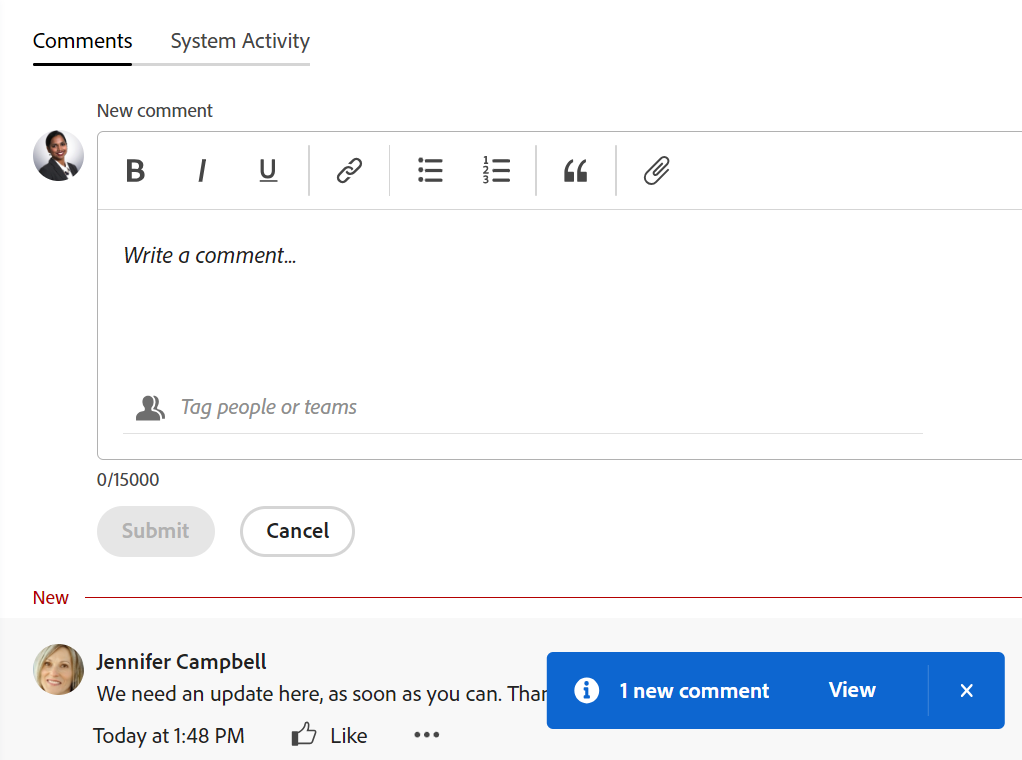 Comments System Activity
New comment
B I U
Write a comment...
Tag people or teams
0/15000
Submit Cancel
New
Jennifer Campbell
We need an update here, as soon as you can.
1 new comment View
Today at 1:48 PM Like